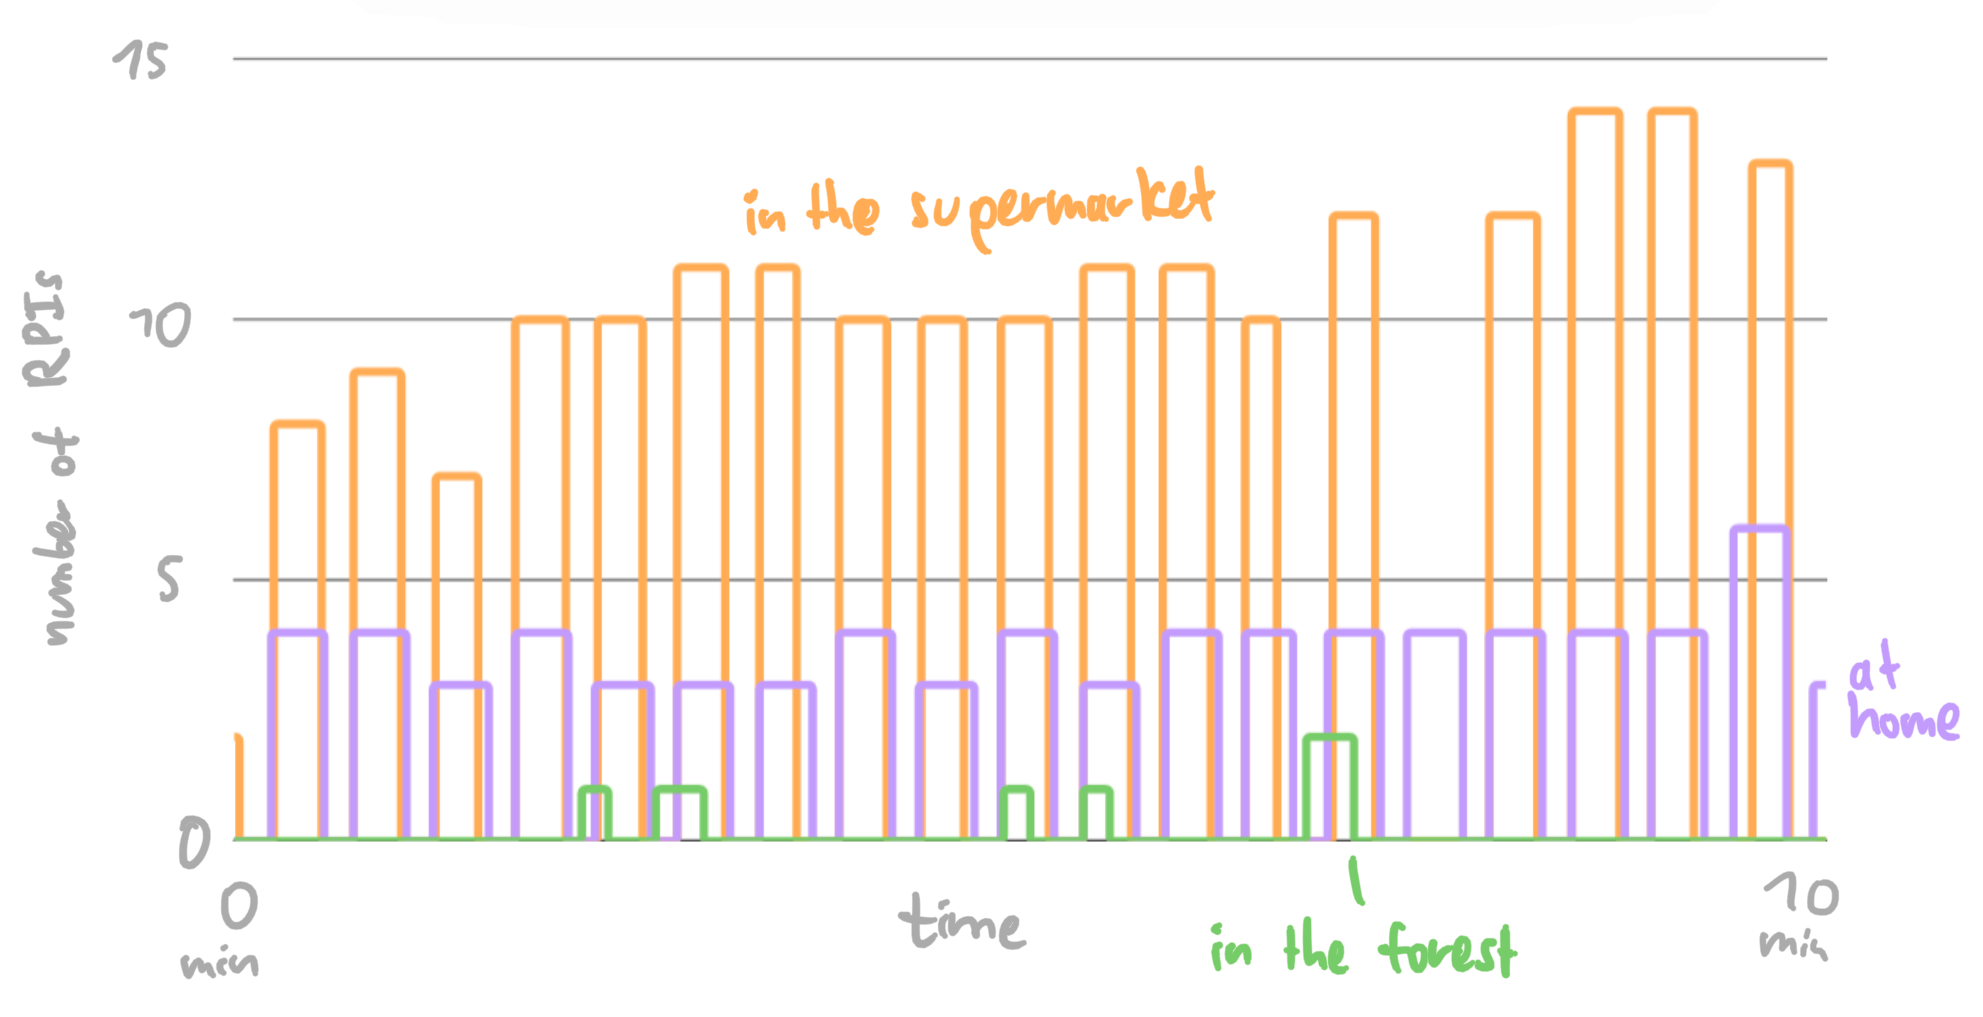 15
in the supermarket
10
number of RPIs
5
at
home
0
0
min
time
in the forest
10
min